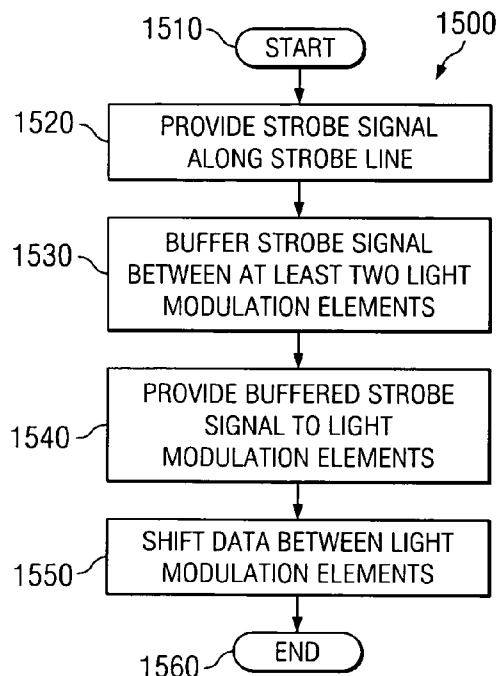 1510
START
1500
1520
PROVIDE STROBE SIGNAL
ALONG STROBE LINE
1530
BUFFER STROBE SIGNAL
BETWEEN AT LEAST TWO LIGHT
MODULATION ELEMENTS
1540
PROVIDE BUFFERED STROBE
SIGNAL TO LIGHT
MODULATION ELEMENTS
1550
SHIFT DATA BETWEEN LIGHT
MODULATION ELEMENTS
1560
END